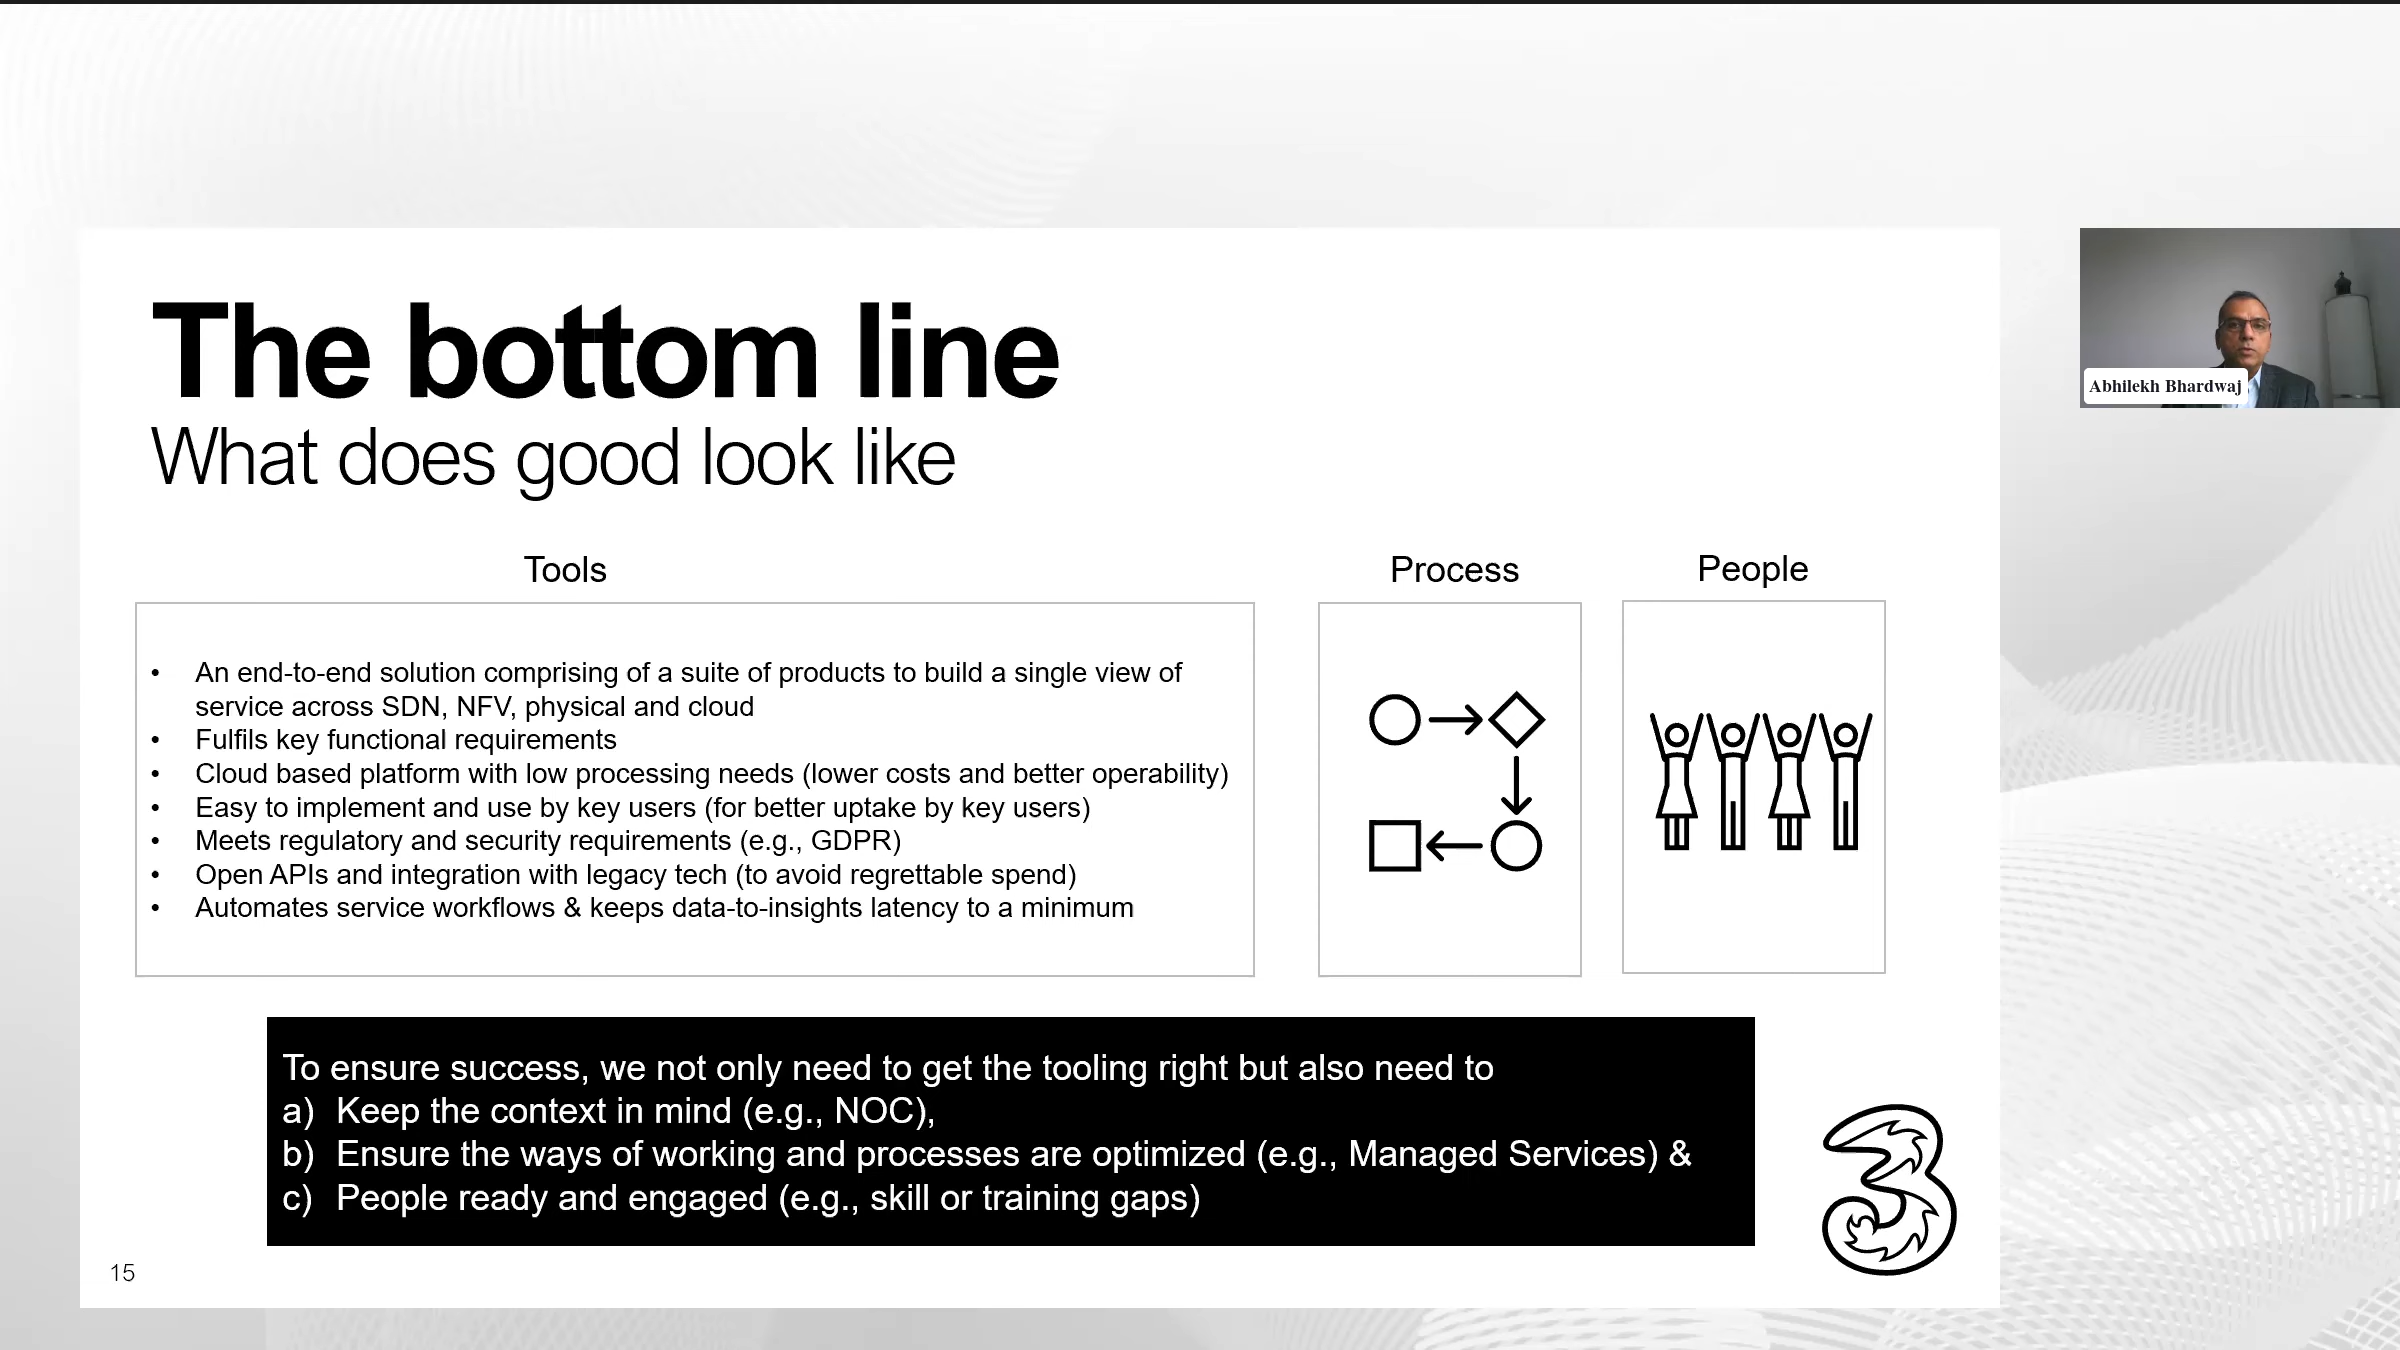 The bottom line
What does good look like
Abhilekh Bhardwaj
Tools
• An end-to-end solution comprising of a suite of products to build a single view of
service across SDN, NFV, physical and cloud
• Fulfils key functional requirements
• Cloud based platform with low processing needs (lower costs and better operability)
• Easy to implement and use by key users (for better uptake by key users)
• Meets regulatory and security requirements (e.g., GDPR)
• Open APIs and integration with legacy tech (to avoid regrettable spend)
• Automates service workflows & keeps data-to-insights latency to a minimum
Process
People
To ensure success, we not only need to get the tooling right but also need to
a) Keep the context in mind (e.g., NOC),
b) Ensure the ways of working and processes are optimized (e.g., Managed Services) &
c) People ready and engaged (e.g., skill or training gaps)
3
15